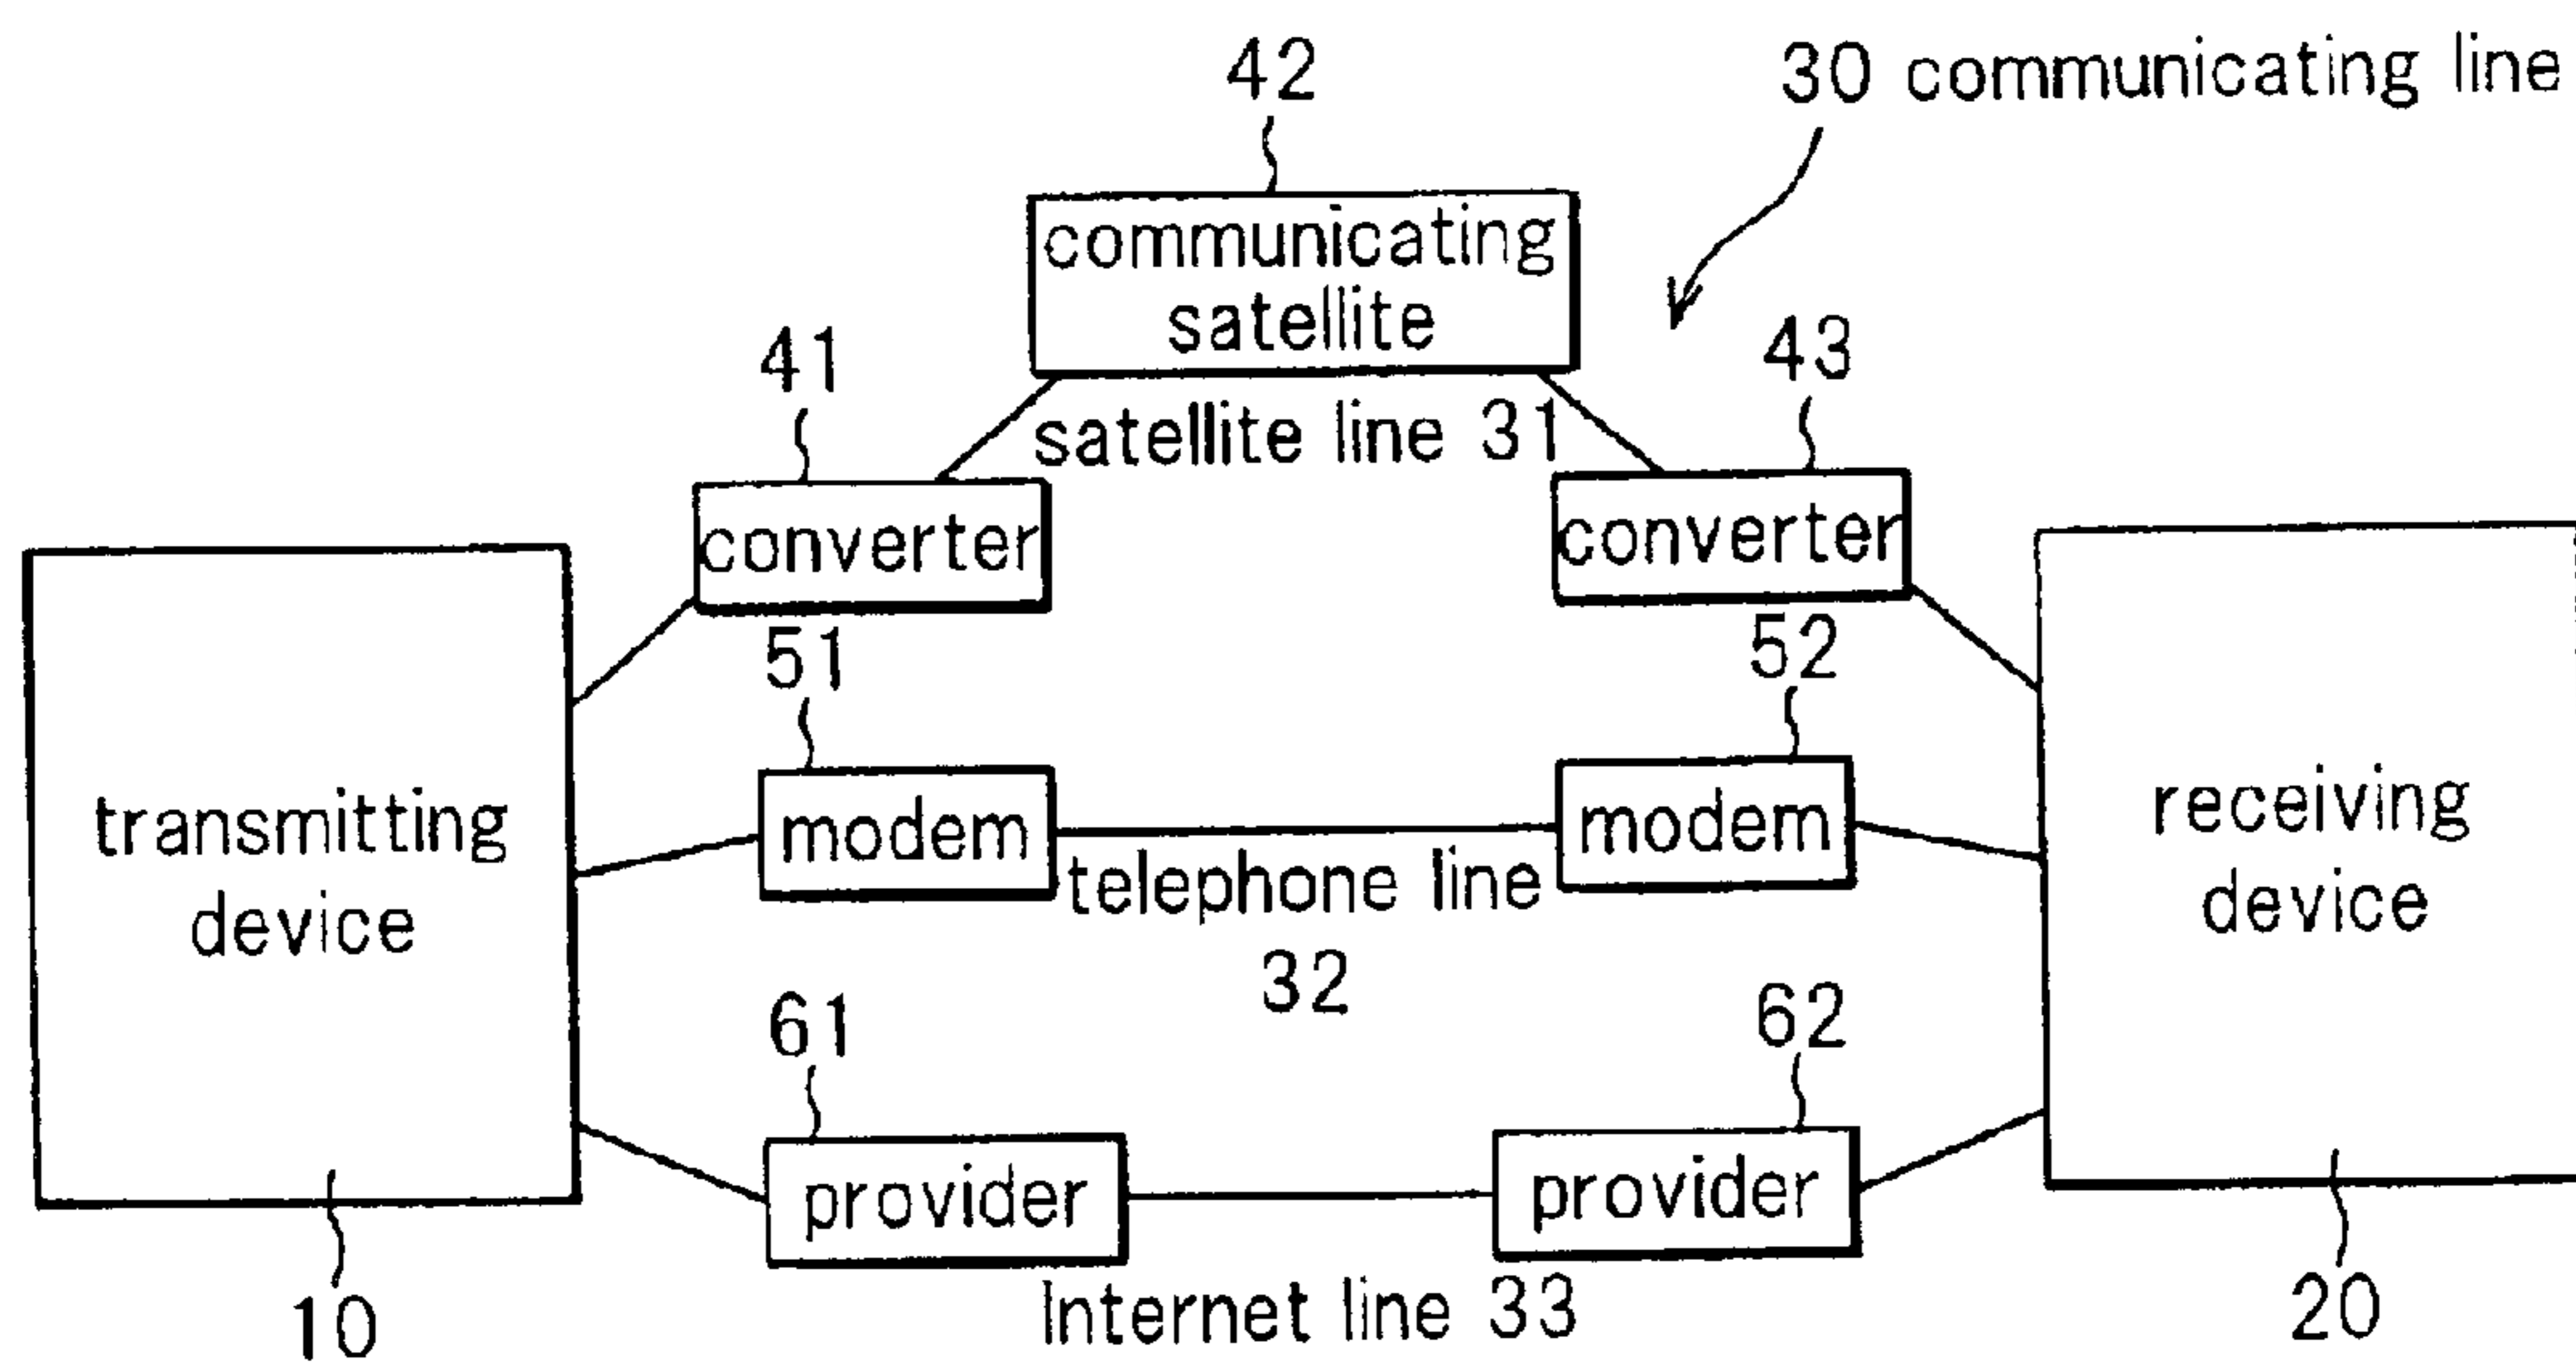 42
30 communicating line
communicating
satellite
41
43
satellite line 31
converter
converter
51
52
transmitting
device
modem
modem
receiving
device
telephone line
32
61
62
provider
provider
10
Internet line 33
20